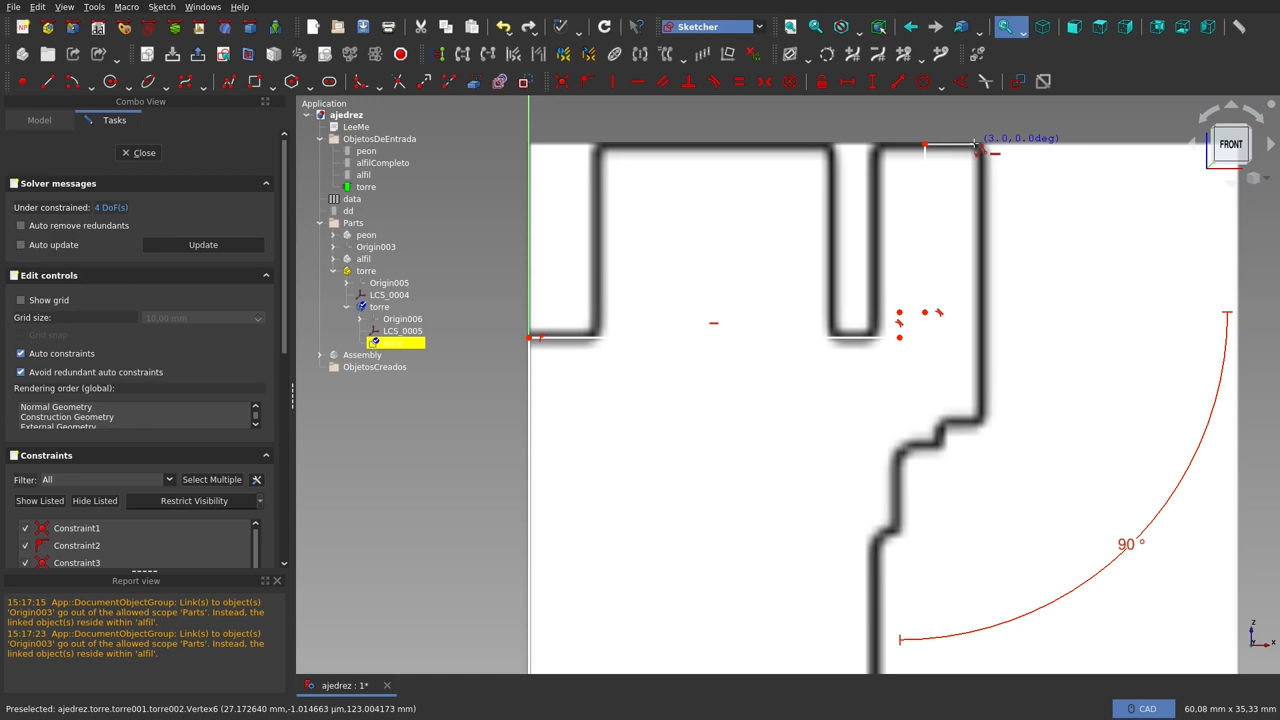 File Edit View Tools Macro Sketch Windows Help
Sketcher
Combo View
Model Tasks
Close
Solver messages
Under constrained: 4 DoF(s)
Auto remove redundants
Auto update Update
Edit controls
Show grid
Grid size: 10.00 mm
Grid snap
Auto constraints
Avoid redundant auto constraints
Rendering order (global):
Normal Geometry
Construction Geometry
External Geometry
Constraints
Filter: All Select Multiple
Show Listed Hide Listed Restrict Visibility
Constraint1
Constraint2
Constraint3
Report view
15:17:15 App::DocumentObjectGroup: Link(s) to object(s)
'Origin003' go out of the allowed scope 'Parts'. Instead, the
linked object(s) reside within 'alfil'.
15:17:23 App::DocumentObjectGroup: Link(s) to object(s)
'Origin003' go out of the allowed scope 'Parts'. Instead, the
linked object(s) reside within 'alfil'.
Application
ajedrez
LeeMe
ObjetosDeEntrada
peon
alfilCompleto
alfil
torre
data
dd
Parts
peon
Origin003
alfil
torre
Origin005
LCS_0004
torre
Origin006
LCS_0005
Assembly
ObjetosCreados
(3.0,0.0deg)
90 °
FRONT
Z
X
ajedrez : 1*
Preselected: ajedrez.torre.torre001.torre002.Vertex6 (27.172640 mm,-1.014663 μm,123.004173 mm)
CAD 60,08 mm x 35,33 mm